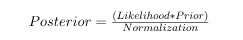 Posterior = (Likelihood∗Prior) / Normalization